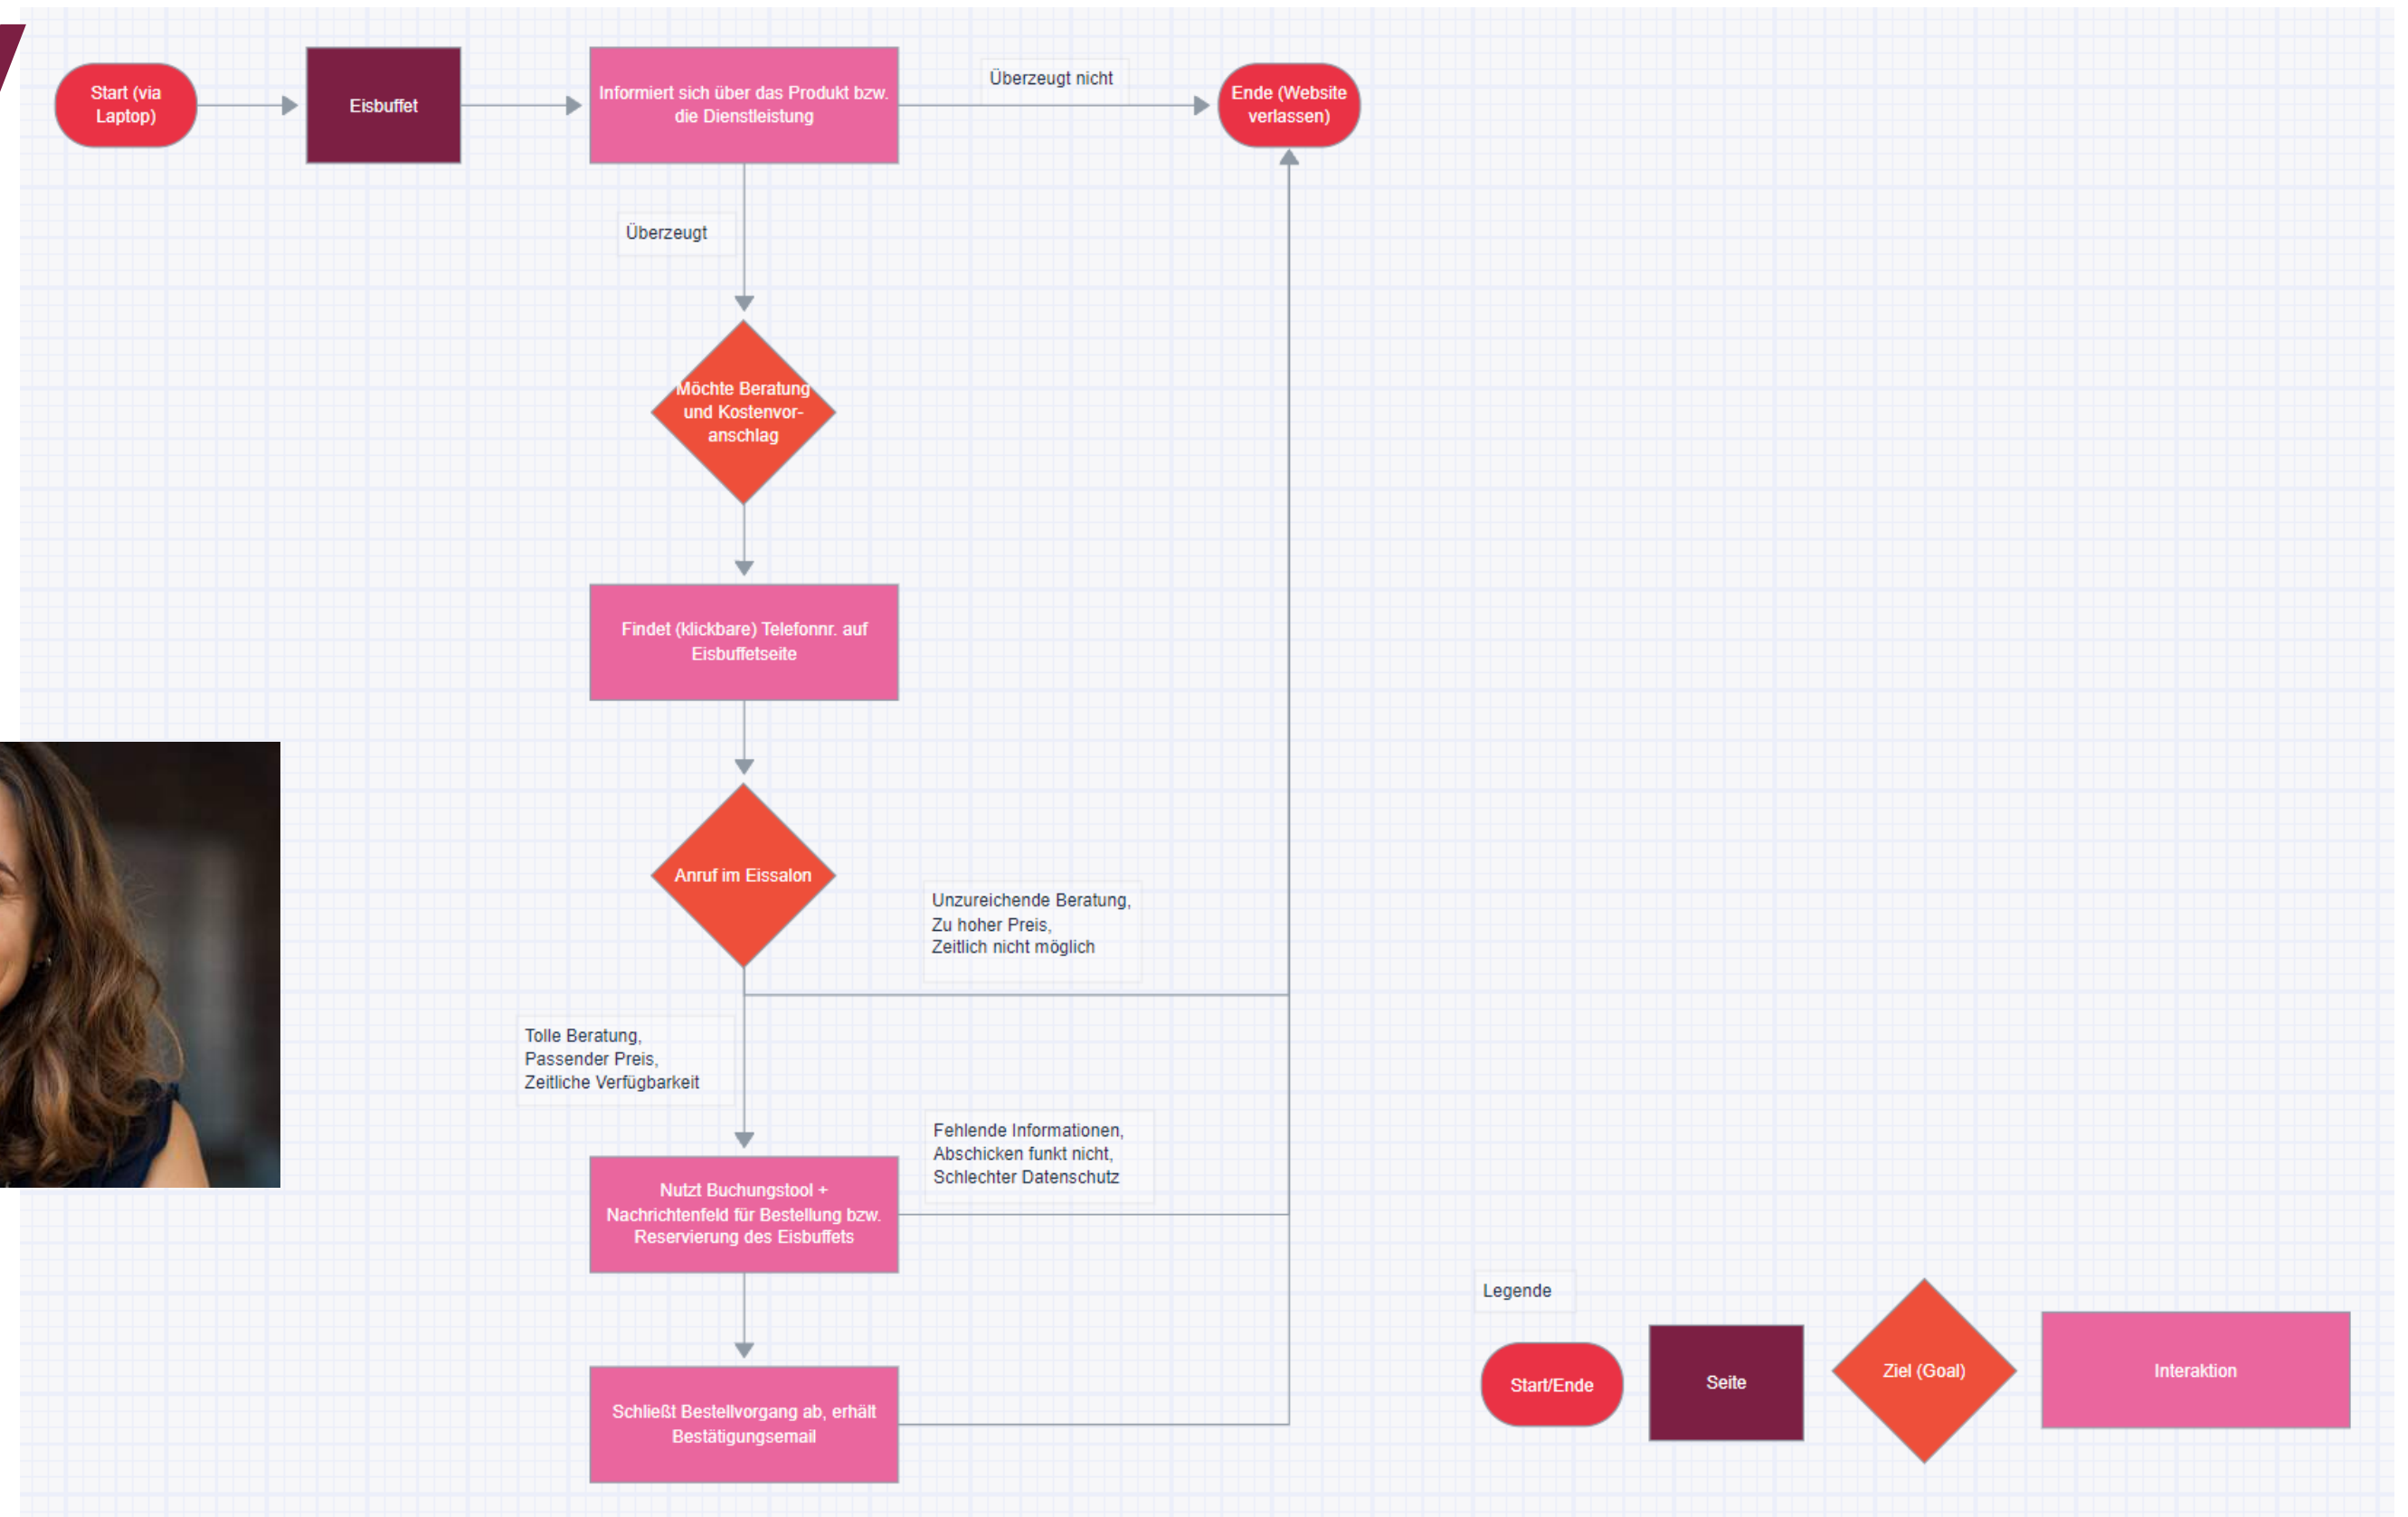 Start (via
Laptop)
Eisbuffet
Informiert sich über das Produkt bzw.
die Dienstleistung
Überzeugt nicht
Ende (Website
verlassen)
Überzeugt
Möchte Beratung
und Kostenvor-
anschlag
Findet (klickbare) Telefonnr. auf
Eisbuffetseite
Anruf im Eissalon
Unzureichende Beratung,
Zu hoher Preis,
Zeitlich nicht möglich
Tolle Beratung,
Passender Preis,
Zeitliche Verfügbarkeit
Fehlende Informationen,
Abschicken funkt nicht,
Schlechter Datenschutz
Nutzt Buchungstool +
Nachrichtenfeld für Bestellung bzw.
Reservierung des Eisbuffets
Schließt Bestellvorgang ab, erhält
Bestätigungsemail
Legende
Start/Ende
Seite
Ziel (Goal)
Interaktion